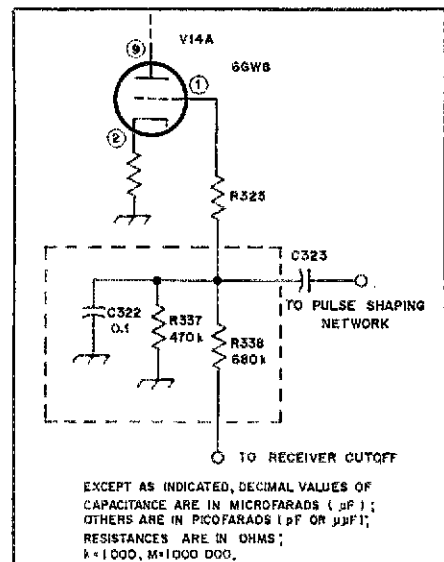 V14A
6GW8
9
1
2
R325
C323
TO PULSE SHAPING
NETWORK
C322
0.1
R337
470k
R338
680k
TO RECEIVER CUTOFF
EXCEPT AS INDICATED, DECIMAL VALUES OF
CAPACITANCE ARE IN MICROFARADS ( µF ) ;
OTHERS ARE IN PICOFARADS ( pF OR µµF);
RESISTANCES ARE IN OHMS ;
k=1000, M=1000 000.